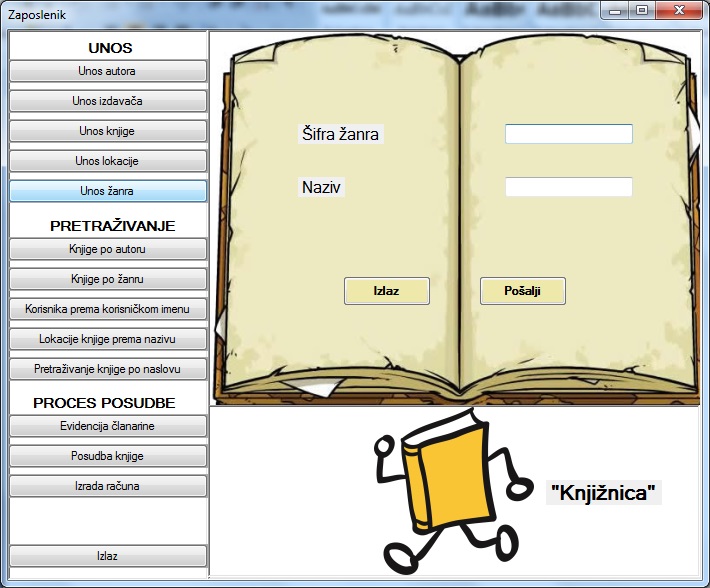 Zaposlenik
UNOS
Unos autora
Unos izdavača
Unos knjige
Unos lokacije
Unos žanra
PRETRAŽIVANJE
Knjige po autoru
Knjige po žanru
Korisnika prema korisničkom imenu
Lokacije knjige prema nazivu
Pretraživanje knjige po naslovu
PROCES POSUDBE
Evidencija članarine
Posudba knjige
Izrada računa
Izlaz
Šifra žanra
Naziv
Izlaz
Pošalji
"Knjižnica"